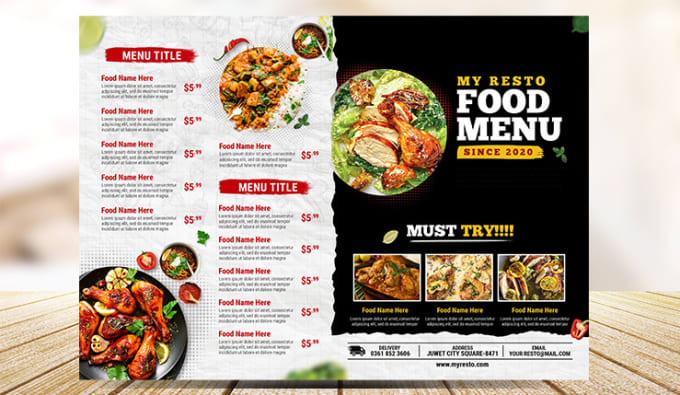 MENU TITLE
Food Name Here
Lorem ipsum dolor sit amet, consectetur
adipiscing elit, sed do eiusmod tempor
incididunt ut labore et dolore magna
$5.99
Food Name Here
Lorem ipsum dolor sit amet, consectetur
adipiscing elit, sed do eiusmod tempor
incididunt ut labore et dolore magna
$5.99
Food Name Here
Lorem ipsum dolor sit amet, consectetur
adipiscing elit, sed do eiusmod tempor
incididunt ut labore et dolore magna
$5.99
Food Name Here
Lorem ipsum dolor sit amet, consectetur
adipiscing elit, sed do eiusmod tempor
incididunt ut labore et dolore magna
$5.99
Food Name Here
Lorem ipsum dolor sit amet, consectetur
adipiscing elit, sed do eiusmod tempor
incididunt ut labore et dolore magna
$5.99
Food Name Here
Lorem ipsum dolor sit amet, consectetur
adipiscing elit, sed do eiusmod tempor
incididunt ut labore et dolore magna
$5.99
MENU TITLE
Food Name Here
Lorem ipsum dolor sit amet, consectetur
adipiscing elit, sed do eiusmod tempor
incididunt ut labore et dolore magna
$5.99
Food Name Here
Lorem ipsum dolor sit amet, consectetur
adipiscing elit, sed do eiusmod tempor
incididunt ut labore et dolore magna
$5.99
Food Name Here
Lorem ipsum dolor sit amet, consectetur
adipiscing elit, sed do eiusmod tempor
incididunt ut labore et dolore magna
$5.99
Food Name Here
Lorem ipsum dolor sit amet, consectetur
adipiscing elit, sed do eiusmod tempor
incididunt ut labore et dolore magna
$5.99
Food Name Here
Lorem ipsum dolor sit amet, consectetur
adipiscing elit, sed do eiusmod tempor
incididunt ut labore et dolore magna
$5.99
MY RESTO
FOOD
MENU
SINCE 2020
MUST TRY!!!!
Food Name Here
Lorem ipsum dolor sit amet,
consectetur adipiscing elit,
sed do eiusmod tempor
Food Name Here
Lorem ipsum dolor sit amet,
consectetur adipiscing elit,
sed do eiusmod tempor
Food Name Here
Lorem ipsum dolor sit amet,
consectetur adipiscing elit,
sed do eiusmod tempor
DELIVERY
0361 852 3606
ADDRESS
JUWET CITY SQUARE-8471
EMAIL
YOUR RESTO@MAIL.COM
www.myresto.com